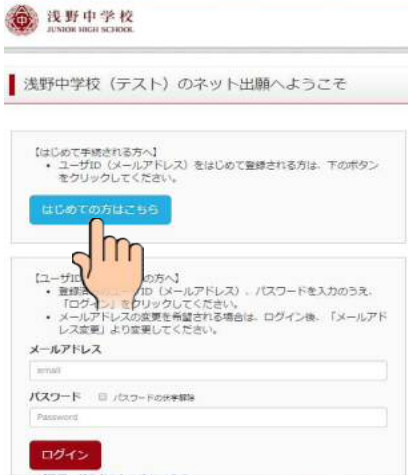 浅野中学校
JUNIOR HIGH SCHOOL
浅野中学校（テスト）のネット出願へようこそ
【はじめて手続される方へ】
• ユーザID（メールアドレス）をはじめて登録される方は、下のボタン
をクリックしてください。
はじめての方はこちら
【ユーザID の方へ】
• 登録済 ID（メールアドレス）、パスワードを入力のうえ、
「ログイン」をクリックしてください。
• メールアドレスの変更を希望される場合は、ログイン後、「メールアド
レス変更」より変更してください。
メールアドレス
email
パスワード パスワードの伏字解除
Password
ログイン